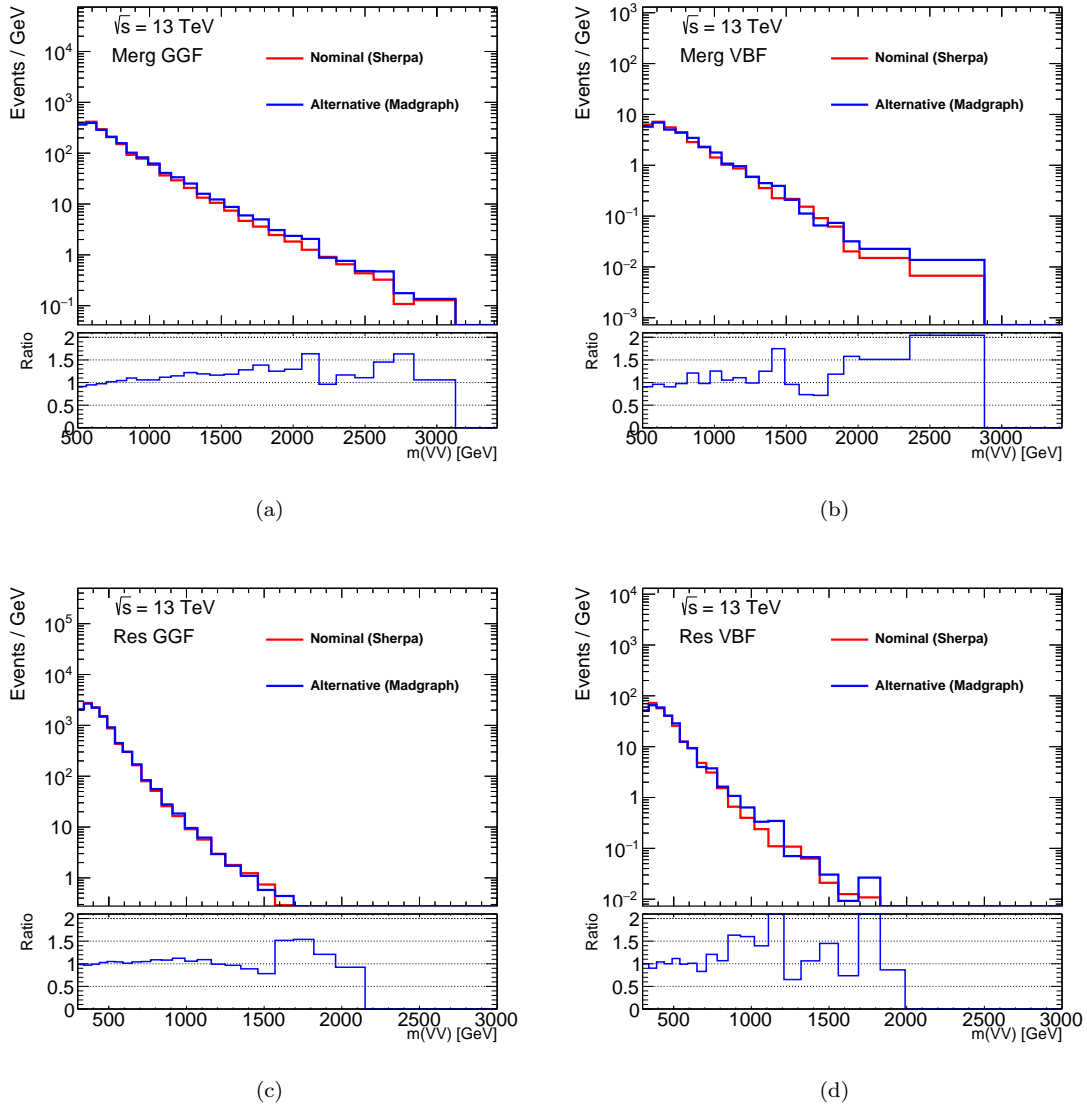 √s = 13 TeV
Merg GGF
Nominal (Sherpa)
Alternative (Madgraph)
Events / GeV
10⁴
10³
10²
10
1
10⁻¹
Ratio
2
1.5
1
0.5
0
500 1000 1500 2000 2500 3000
m(VV) [GeV]
(a)
√s = 13 TeV
Merg VBF
Nominal (Sherpa)
Alternative (Madgraph)
Events / GeV
10³
10²
10
1
10⁻¹
10⁻²
10⁻³
Ratio
2
1.5
1
0.5
0
500 1000 1500 2000 2500 3000
m(VV) [GeV]
(b)
√s = 13 TeV
Res GGF
Nominal (Sherpa)
Alternative (Madgraph)
Events / GeV
10⁵
10⁴
10³
10²
10
1
Ratio
2
1.5
1
0.5
0
500 1000 1500 2000 2500 3000
m(VV) [GeV]
(c)
√s = 13 TeV
Res VBF
Nominal (Sherpa)
Alternative (Madgraph)
Events / GeV
10⁴
10³
10²
10
1
10⁻¹
10⁻²
Ratio
2
1.5
1
0.5
0
500 1000 1500 2000 2500 3000
m(VV) [GeV]
(d)